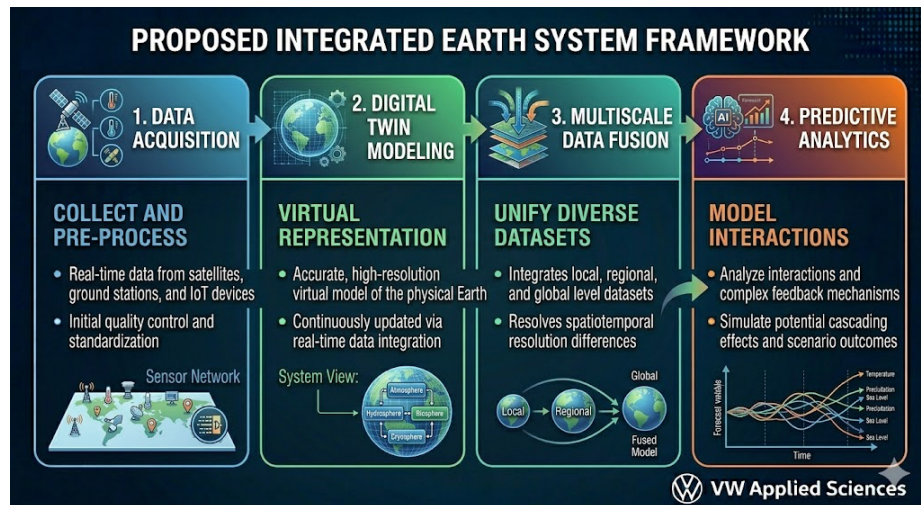 PROPOSED INTEGRATED EARTH SYSTEM FRAMEWORK
1. DATA
ACQUISITION
COLLECT AND
PRE-PROCESS
• Real-time data from satellites,
ground stations, and IoT devices
• Initial quality control and
standardization
Sensor Network
2. DIGITAL
TWIN
MODELING
VIRTUAL
REPRESENTATION
• Accurate, high-resolution
virtual model of the physical Earth
• Continuously updated via
real-time data integration
System View:
Atmosphere
Hydrosphere
Biosphere
Cryosphere
3. MULTISCALE
DATA FUSION
UNIFY DIVERSE
DATASETS
• Integrates local, regional,
and global level datasets
• Resolves spatiotemporal
resolution differences
Global
Local
Regional
Fused
Model
AI
4. PREDICTIVE
ANALYTICS
MODEL
INTERACTIONS
• Analyze interactions and
complex feedback mechanisms
• Simulate potential cascading
effects and scenario outcomes
Temperature
Precipitation
Sea Level
Precipitation
Sea Level
Sea Level
Time
VW Applied Sciences